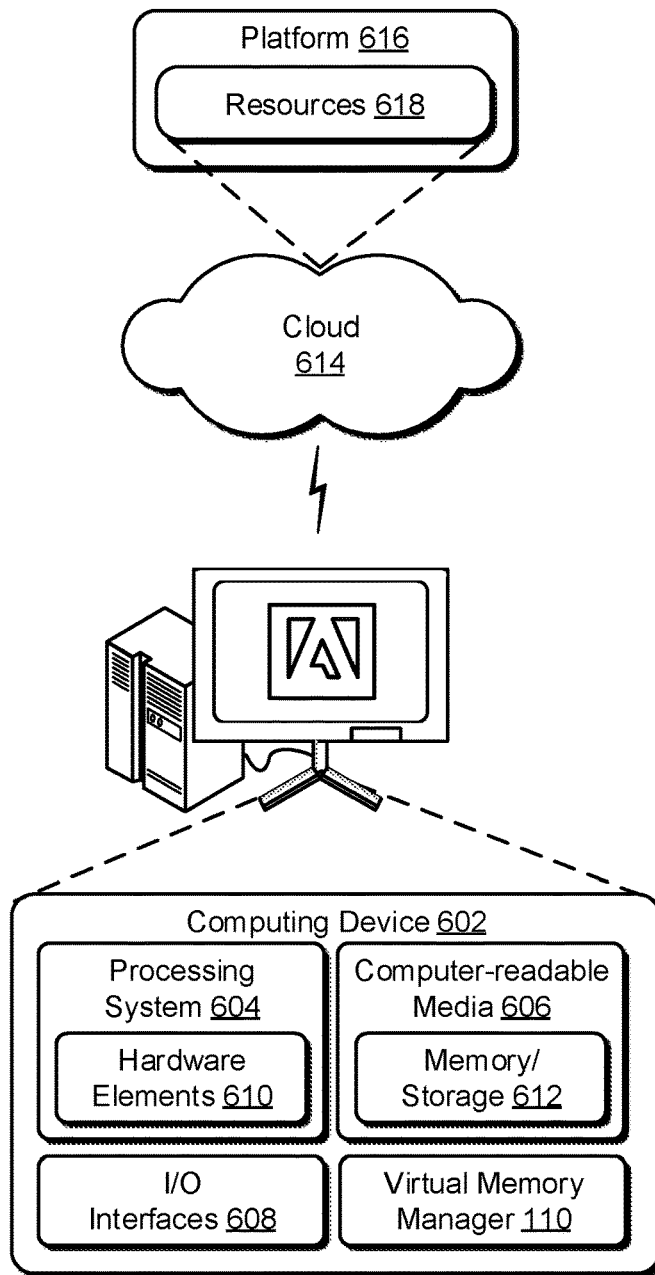 Platform 616
Resources 618
Cloud
614
Computing Device 602
Processing
System 604
Hardware
Elements 610
Computer-readable
Media 606
Memory/
Storage 612
I/O
Interfaces 608
Virtual Memory
Manager 110